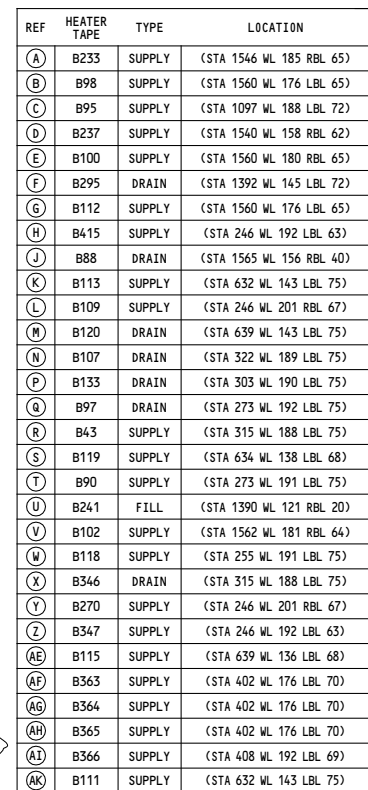 REF HEATER TAPE TYPE LOCATION
A B233 SUPPLY (STA 1546 WL 185 RBL 65)
B B98 SUPPLY (STA 1560 WL 176 LBL 65)
C B95 SUPPLY (STA 1097 WL 188 LBL 72)
D B237 SUPPLY (STA 1540 WL 158 RBL 62)
E B100 SUPPLY (STA 1560 WL 180 RBL 65)
F B295 DRAIN (STA 1392 WL 145 LBL 72)
G B112 SUPPLY (STA 1560 WL 176 LBL 65)
H B415 SUPPLY (STA 246 WL 192 LBL 63)
J B88 DRAIN (STA 1565 WL 156 RBL 40)
K B113 SUPPLY (STA 632 WL 143 LBL 75)
L B109 SUPPLY (STA 246 WL 201 RBL 67)
M B120 DRAIN (STA 639 WL 143 LBL 75)
N B107 DRAIN (STA 322 WL 189 LBL 75)
P B133 DRAIN (STA 303 WL 190 LBL 75)
Q B97 DRAIN (STA 273 WL 192 LBL 75)
R B43 SUPPLY (STA 315 WL 188 LBL 75)
S B119 SUPPLY (STA 634 WL 138 LBL 68)
T B90 SUPPLY (STA 273 WL 191 LBL 75)
U B241 FILL (STA 1390 WL 121 RBL 20)
V B102 SUPPLY (STA 1562 WL 181 RBL 64)
W B118 SUPPLY (STA 255 WL 191 LBL 75)
X B346 DRAIN (STA 315 WL 188 LBL 75)
Y B270 SUPPLY (STA 246 WL 201 RBL 67)
Z B347 SUPPLY (STA 246 WL 192 LBL 63)
AE B115 SUPPLY (STA 639 WL 136 LBL 68)
AF B363 SUPPLY (STA 402 WL 176 LBL 70)
AG B364 SUPPLY (STA 402 WL 176 LBL 70)
AH B365 SUPPLY (STA 402 WL 176 LBL 70)
AI B366 SUPPLY (STA 408 WL 192 LBL 69)
AK B111 SUPPLY (STA 632 WL 143 LBL 75)